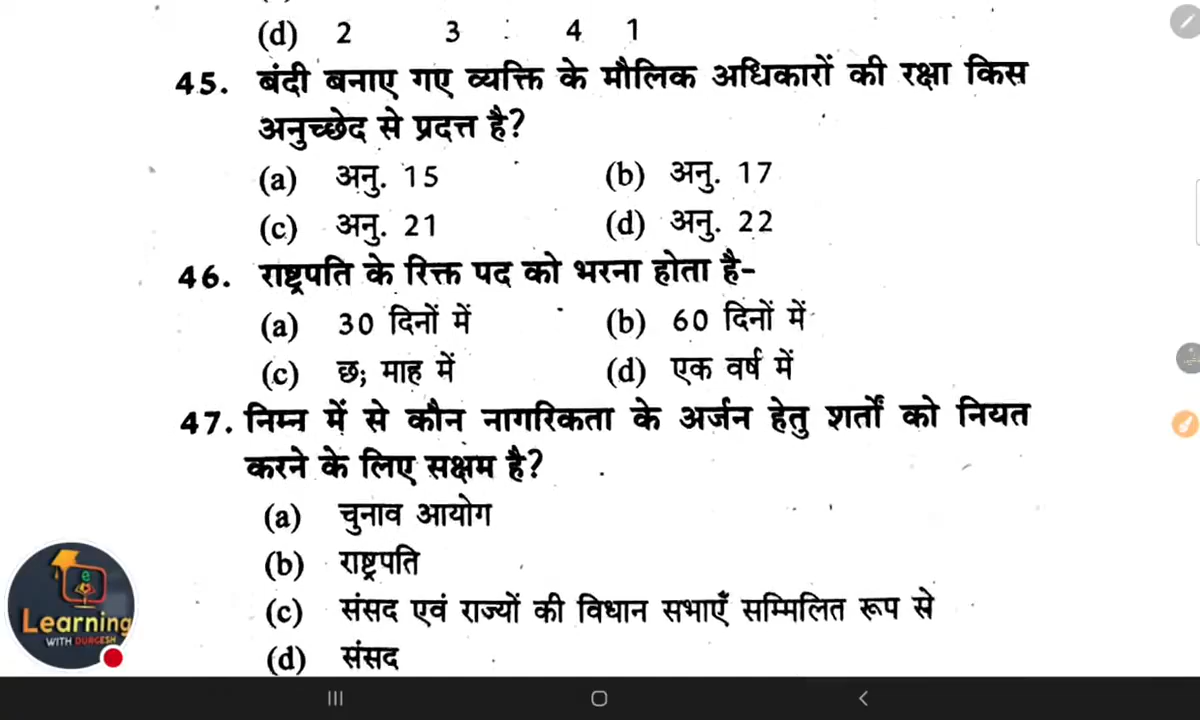 (d) 2 3 4 1
45. बंदी बनाए गए व्यक्ति के मौलिक अधिकारों की रक्षा किस
अनुच्छेद से प्रदत्त है?
(a) अनु. 15 (b) अनु. 17
(c) अनु. 21 (d) अनु. 22
46. राष्ट्रपति के रिक्त पद को भरना होता है-
(a) 30 दिनों में (b) 60 दिनों में
(c) छ; माह में (d) एक वर्ष में
47. निम्न में से कौन नागरिकता के अर्जन हेतु शर्तों को नियत
करने के लिए सक्षम है?
(a) चुनाव आयोग
(b) राष्ट्रपति
(c) संसद एवं राज्यों की विधान सभाएँ सम्मिलित रूप से
(d) संसद
e
Learning
WITH DURGESH